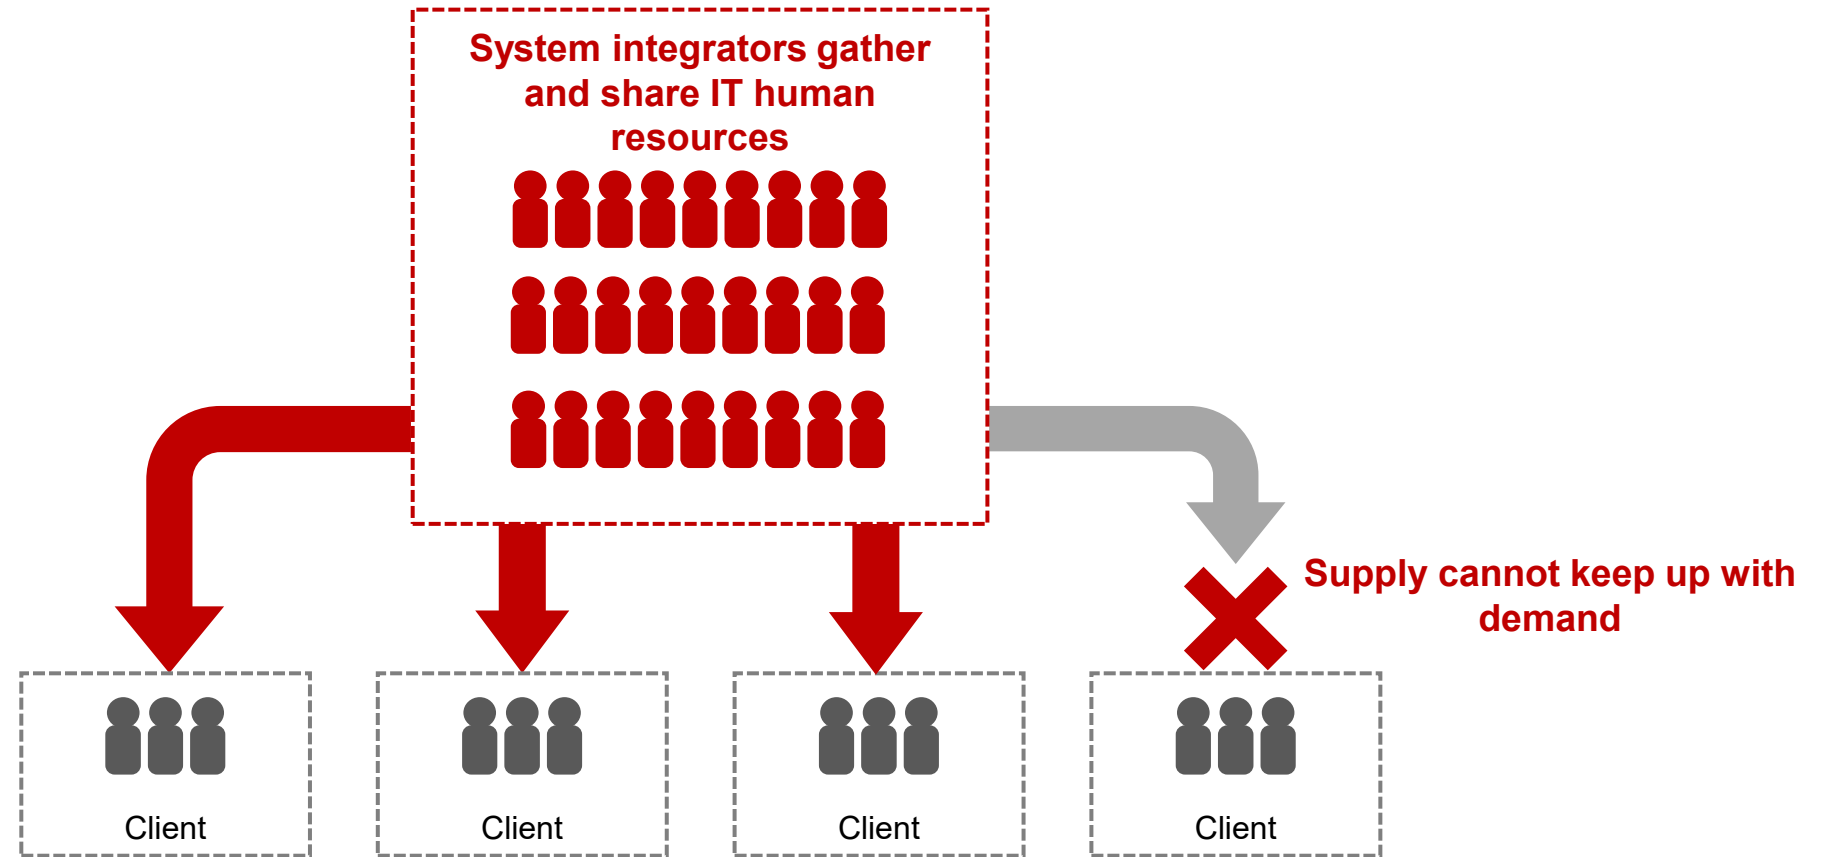 System integrators gather
and share IT human
resources
Supply cannot keep up with
demand
Client
Client
Client
Client